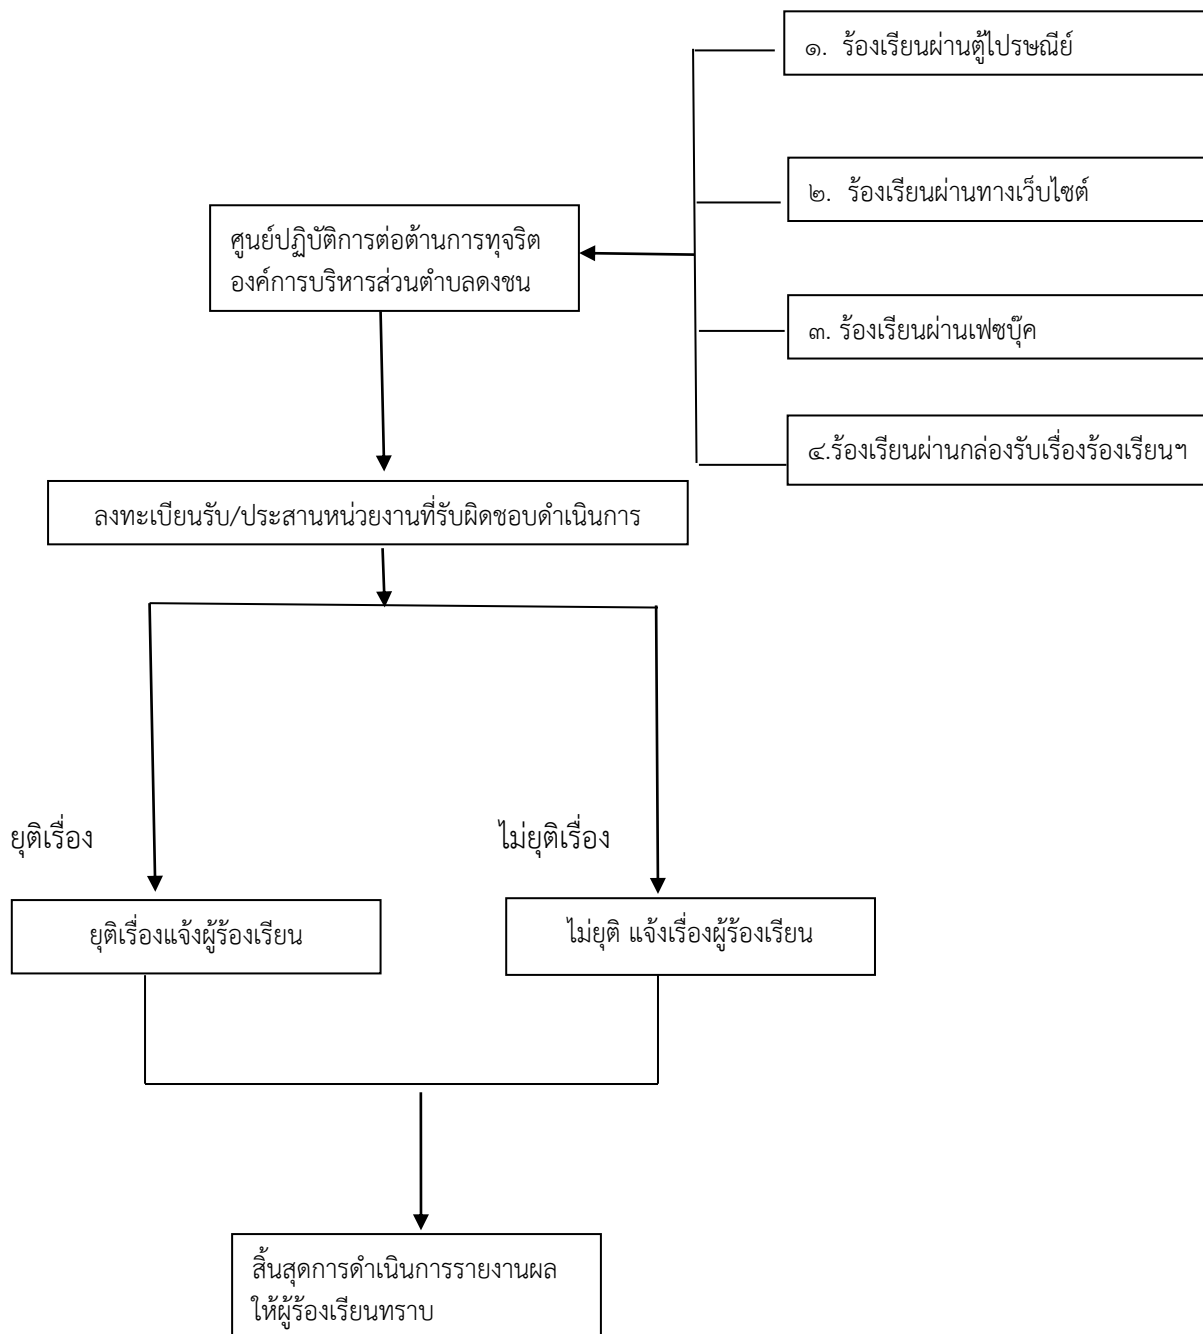 ๑.  ร้องเรียนผ่านตู้ไปรษณีย์
๒.  ร้องเรียนผ่านทางเว็บไซต์
ศูนย์ปฏิบัติการต่อต้านการทุจริต
องค์การบริหารส่วนตำบลดงชน
๓. ร้องเรียนผ่านเฟซบุ๊ค
๔.ร้องเรียนผ่านกล่องรับเรื่องร้องเรียนฯ
ลงทะเบียนรับ/ประสานหน่วยงานที่รับผิดชอบดำเนินการ
ยุติเรื่อง
ไม่ยุติเรื่อง
ยุติเรื่องแจ้งผู้ร้องเรียน
ไม่ยุติ แจ้งเรื่องผู้ร้องเรียน
สิ้นสุดการดำเนินการรายงานผล
ให้ผู้ร้องเรียนทราบ